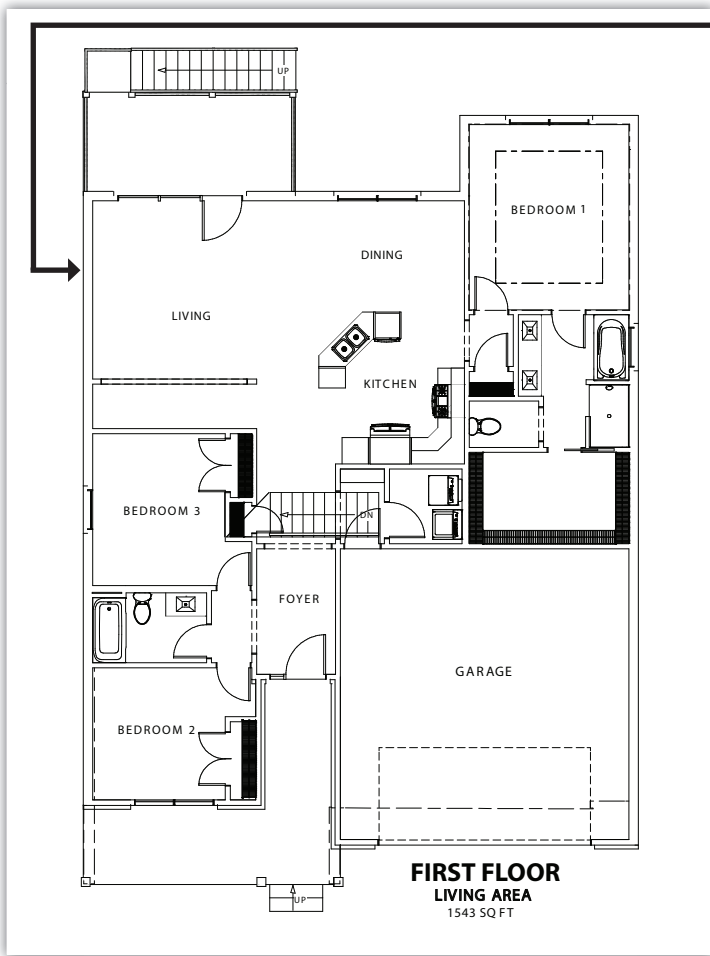 UP
BEDROOM 1
DINING
LIVING
KITCHEN
BEDROOM 3
DN
FOYER
GARAGE
BEDROOM 2
FIRST FLOOR
LIVING AREA
1543 SQ FT
UP